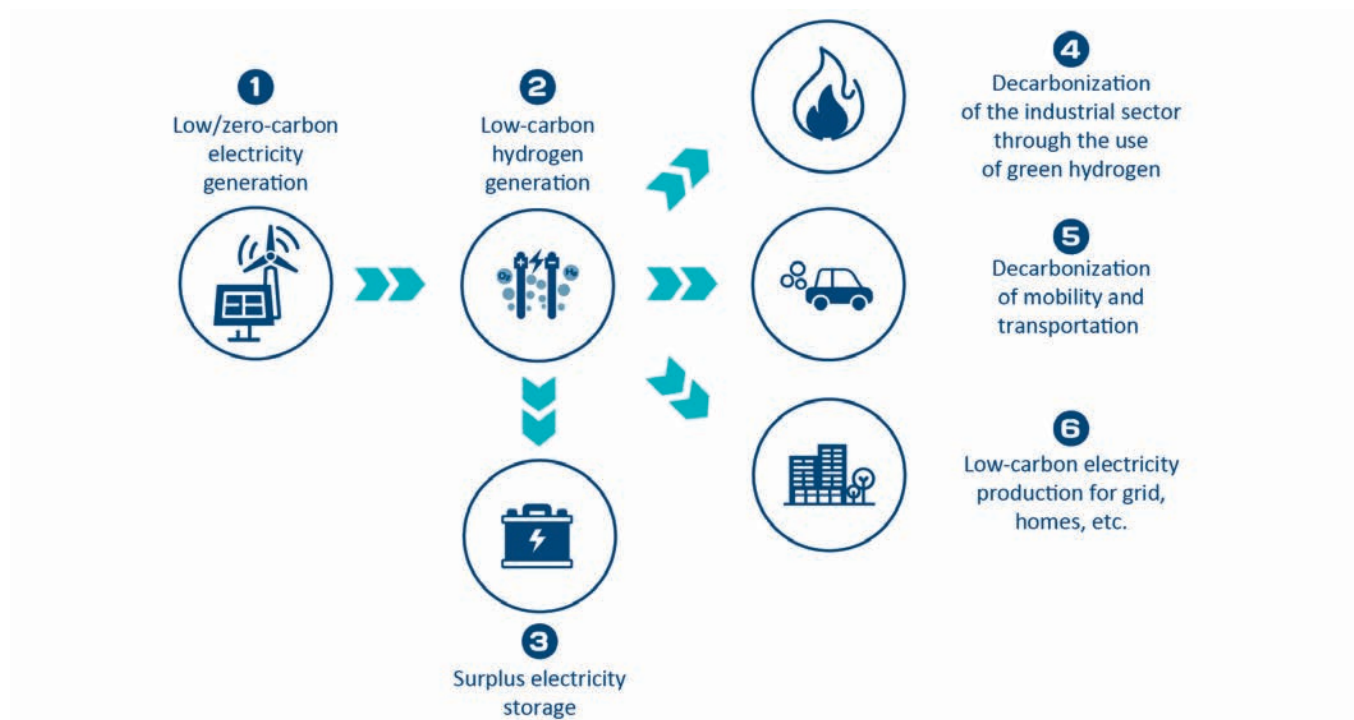 1
Low/zero-carbon
electricity
generation
2
Low-carbon
hydrogen
generation
+
-
O₂
3
Surplus electricity
storage
4
Decarbonization
of the industrial sector
through the use
of green hydrogen
5
Decarbonization
of mobility and
transportation
6
Low-carbon electricity
production for grid,
homes, etc.